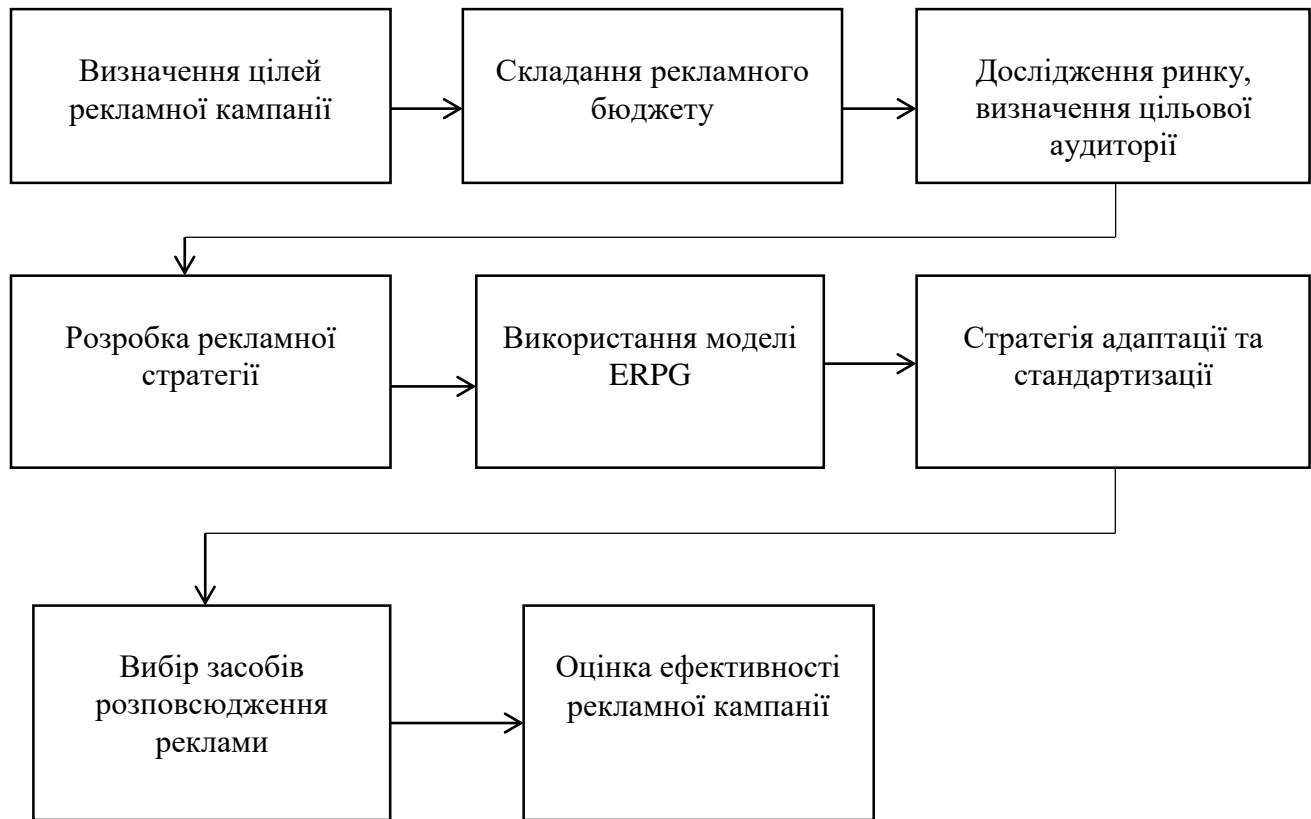 Визначення цілей
рекламної кампанії
Складання рекламного
бюджету
Дослідження ринку,
визначення цільової
аудиторії
Розробка рекламної
стратегії
Використання моделі
ERPG
Стратегія адаптації та
стандартизації
Вибір засобів
розповсюдження
реклами
Оцінка ефективності
рекламної кампанії